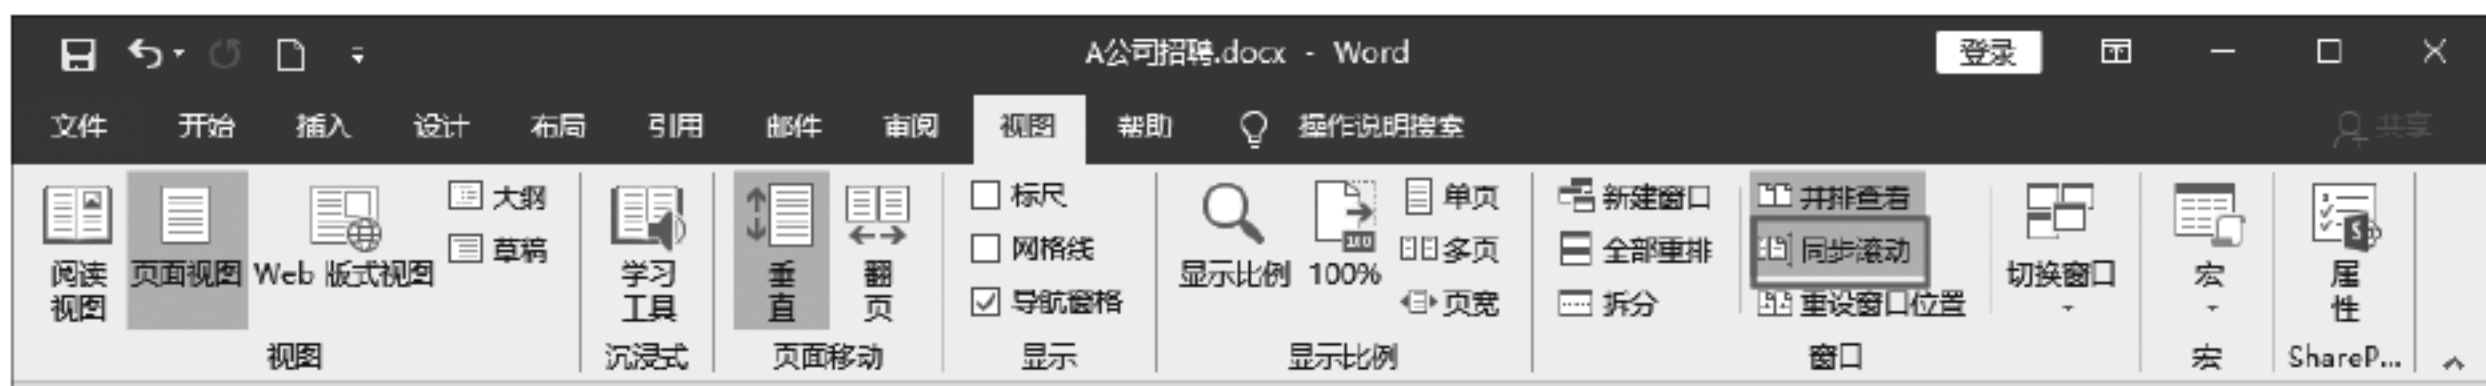 A公司招聘.docx - Word
登录
文件 开始 插入 设计 布局 引用 邮件 审阅 视图 帮助 操作说明搜索 共享
阅读
视图
页面视图
Web 版式视图
大纲
草稿
视图
学习
工具
沉浸式
垂
直
翻
页
页面移动
标尺
网格线
导航窗格
显示
显示比例
100
100%
单页
多页
页宽
显示比例
新建窗口
全部重排
拆分
并排查看
同步滚动
重设窗口位置
切换窗口
窗口
宏
宏
S
属
性
ShareP...